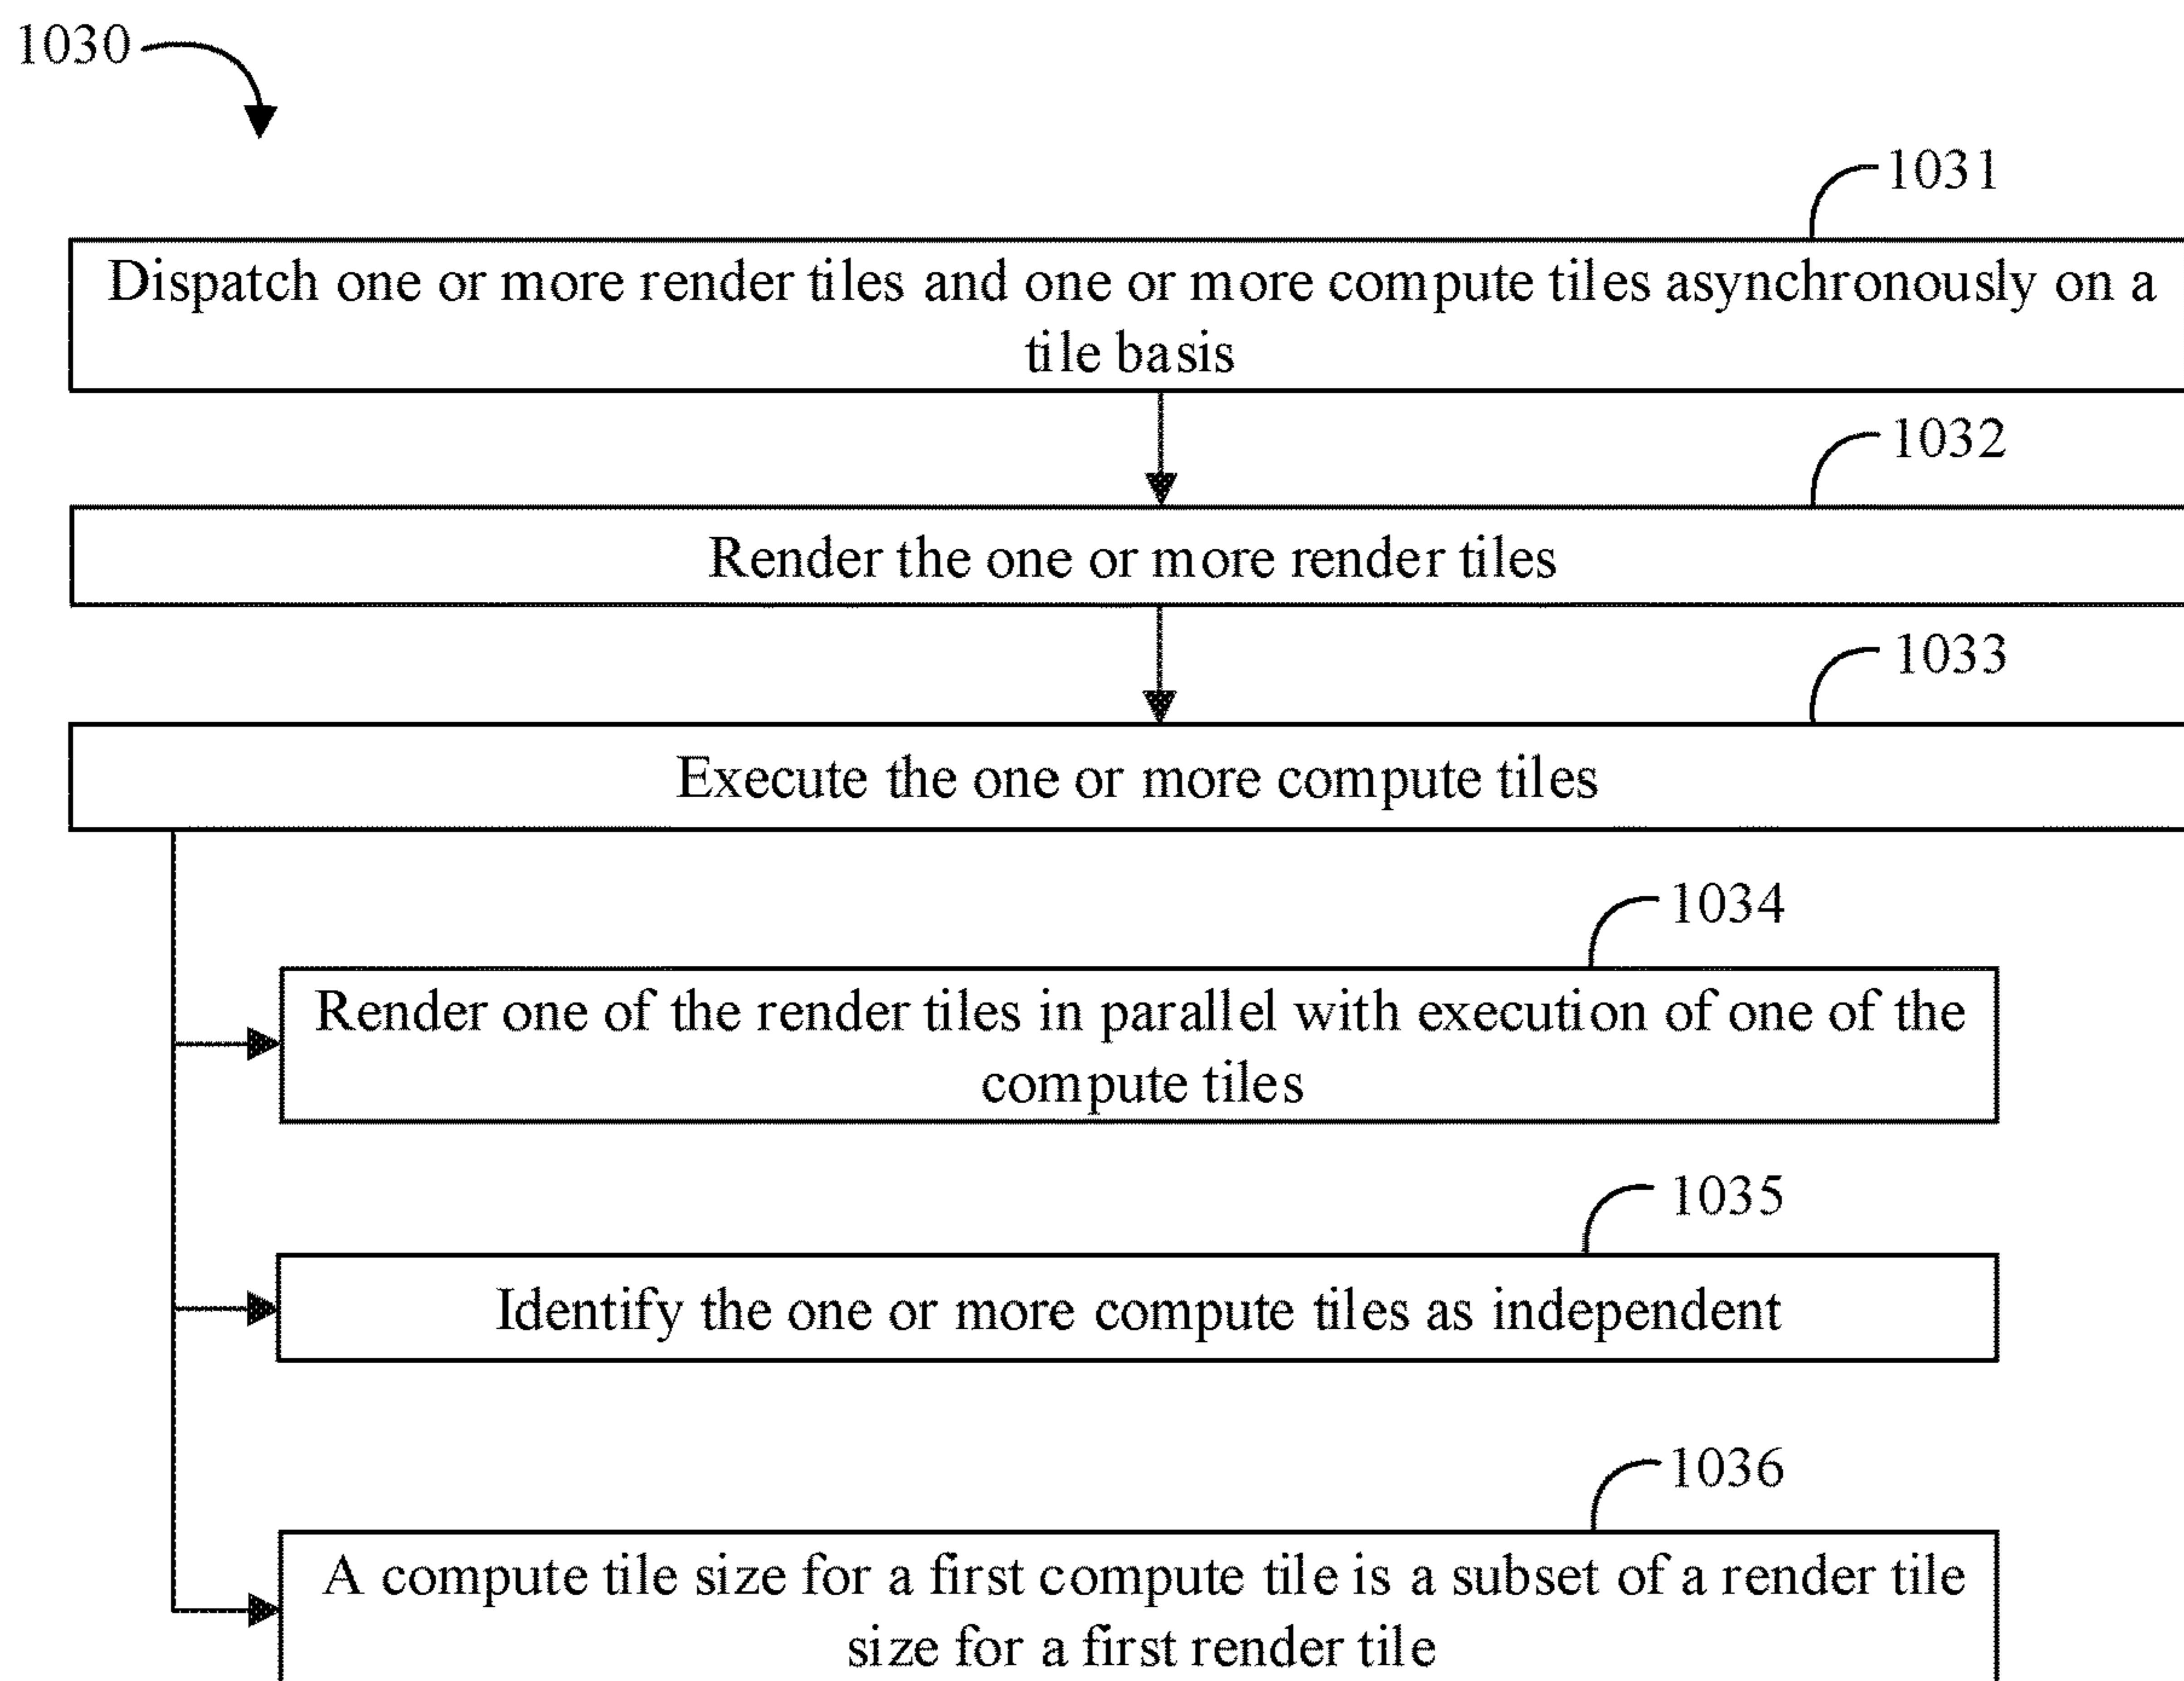 1030
1031
Dispatch one or more render tiles and one or more compute tiles asynchronously on a
tile basis
1032
Render the one or more render tiles
1033
Execute the one or more compute tiles
1034
Render one of the render tiles in parallel with execution of one of the
compute tiles
1035
Identify the one or more compute tiles as independent
1036
A compute tile size for a first compute tile is a subset of a render tile
size for a first render tile